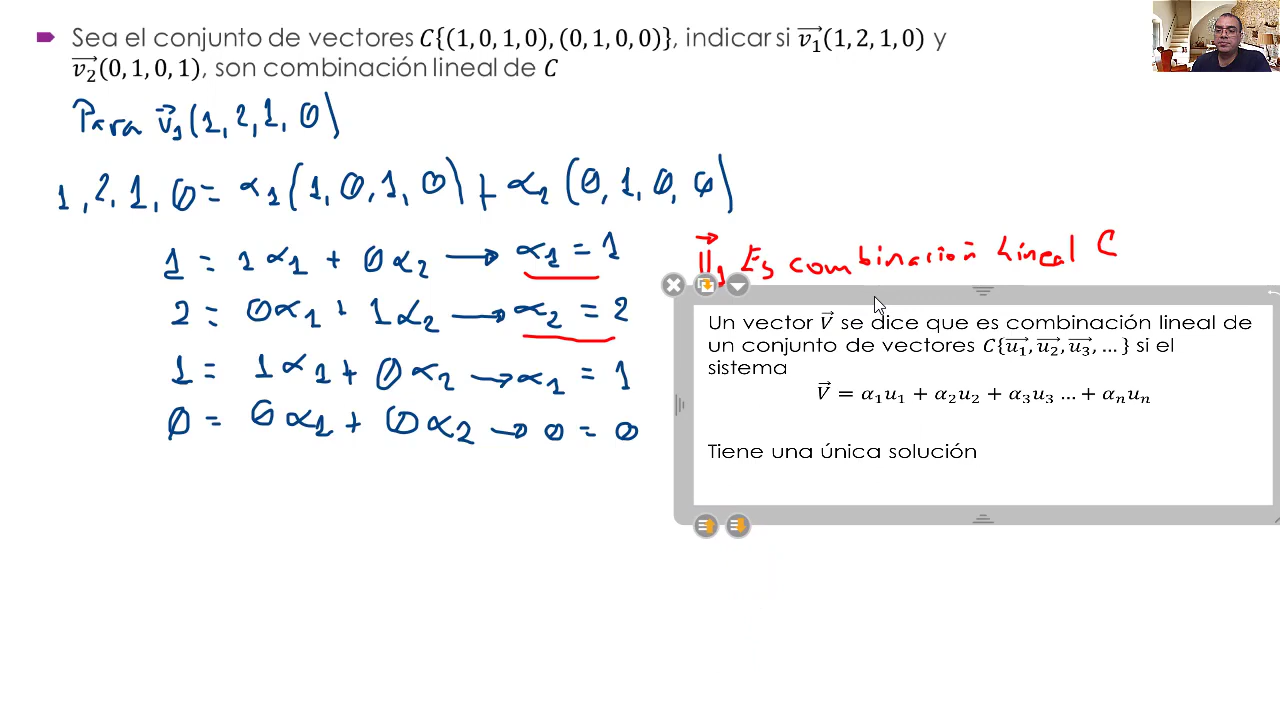 Sea el conjunto de vectores C{(1,0,1,0),(0,1,0,0)}, indicar si v₁⃗(1,2,1,0) y
v₂⃗(0,1,0,1), son combinación lineal de C
Para v⃗₁(1,2,1,0)
1,2,1,0 = α₁(1,0,1,0) + α₂(0,1,0,0)
1 = 1α₁ + 0α₂ → α₁ = 1
2 = 0α₁ + 1α₂ → α₂ = 2
1 = 1α₁ + 0α₂ → α₁ = 1
0 = 0α₁ + 0α₂ → 0 = 0
v⃗₁ Es combinación Lineal C
Un vector V⃗ se dice que es combinación lineal de
un conjunto de vectores C{u₁⃗, u₂⃗, u₃⃗, … } si el
sistema
V⃗ = α₁u₁ + α₂u₂ + α₃u₃ … + αₙuₙ
Tiene una única solución